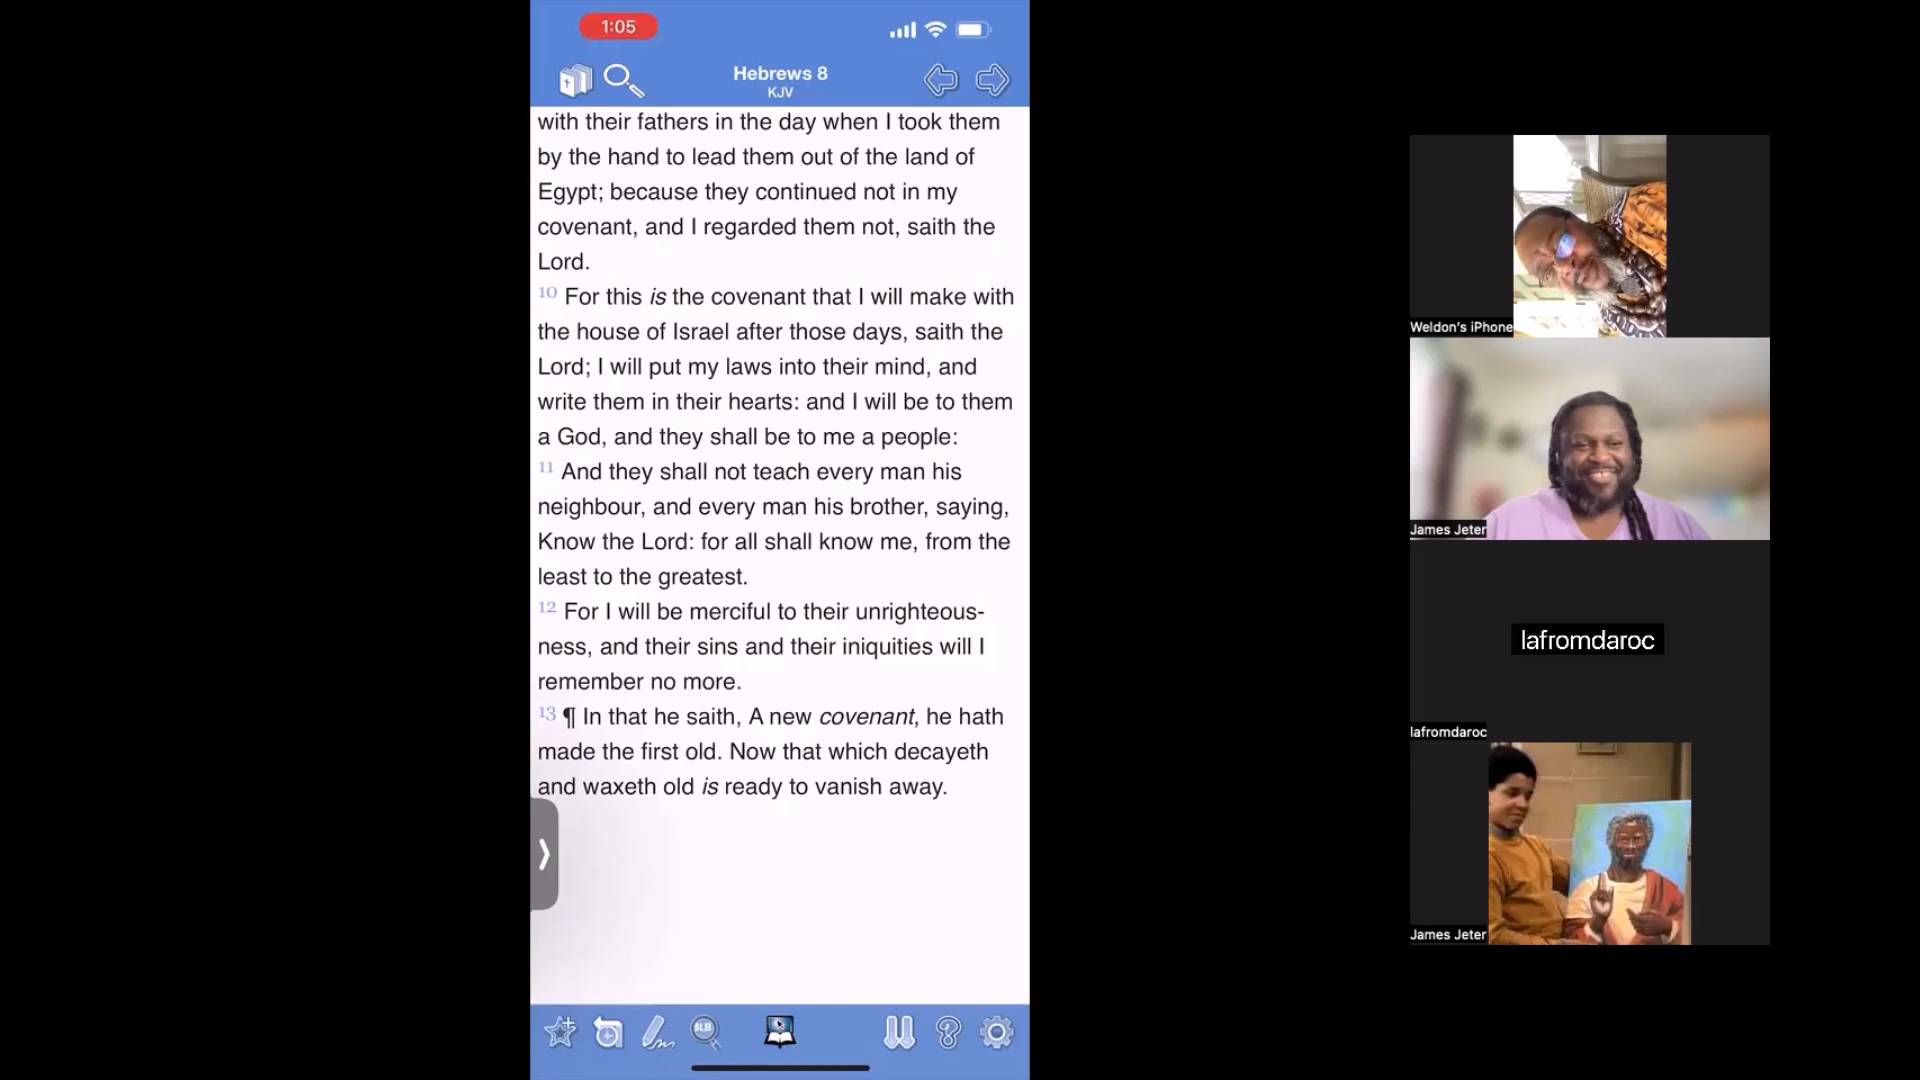 1:05
Hebrews 8
KJV
with their fathers in the day when I took them
by the hand to lead them out of the land of
Egypt; because they continued not in my
covenant, and I regarded them not, saith the
Lord.
10 For this is the covenant that I will make with
the house of Israel after those days, saith the
Lord; I will put my laws into their mind, and
write them in their hearts: and I will be to them
a God, and they shall be to me a people:
11 And they shall not teach every man his
neighbour, and every man his brother, saying,
Know the Lord: for all shall know me, from the
least to the greatest.
12 For I will be merciful to their unrighteous-
ness, and their sins and their iniquities will I
remember no more.
13 ¶ In that he saith, A new covenant, he hath
made the first old. Now that which decayeth
and waxeth old is ready to vanish away.
SLB
Weldon's iPhone
James Jeter
lafromdaroc
lafromdaroc
James Jeter